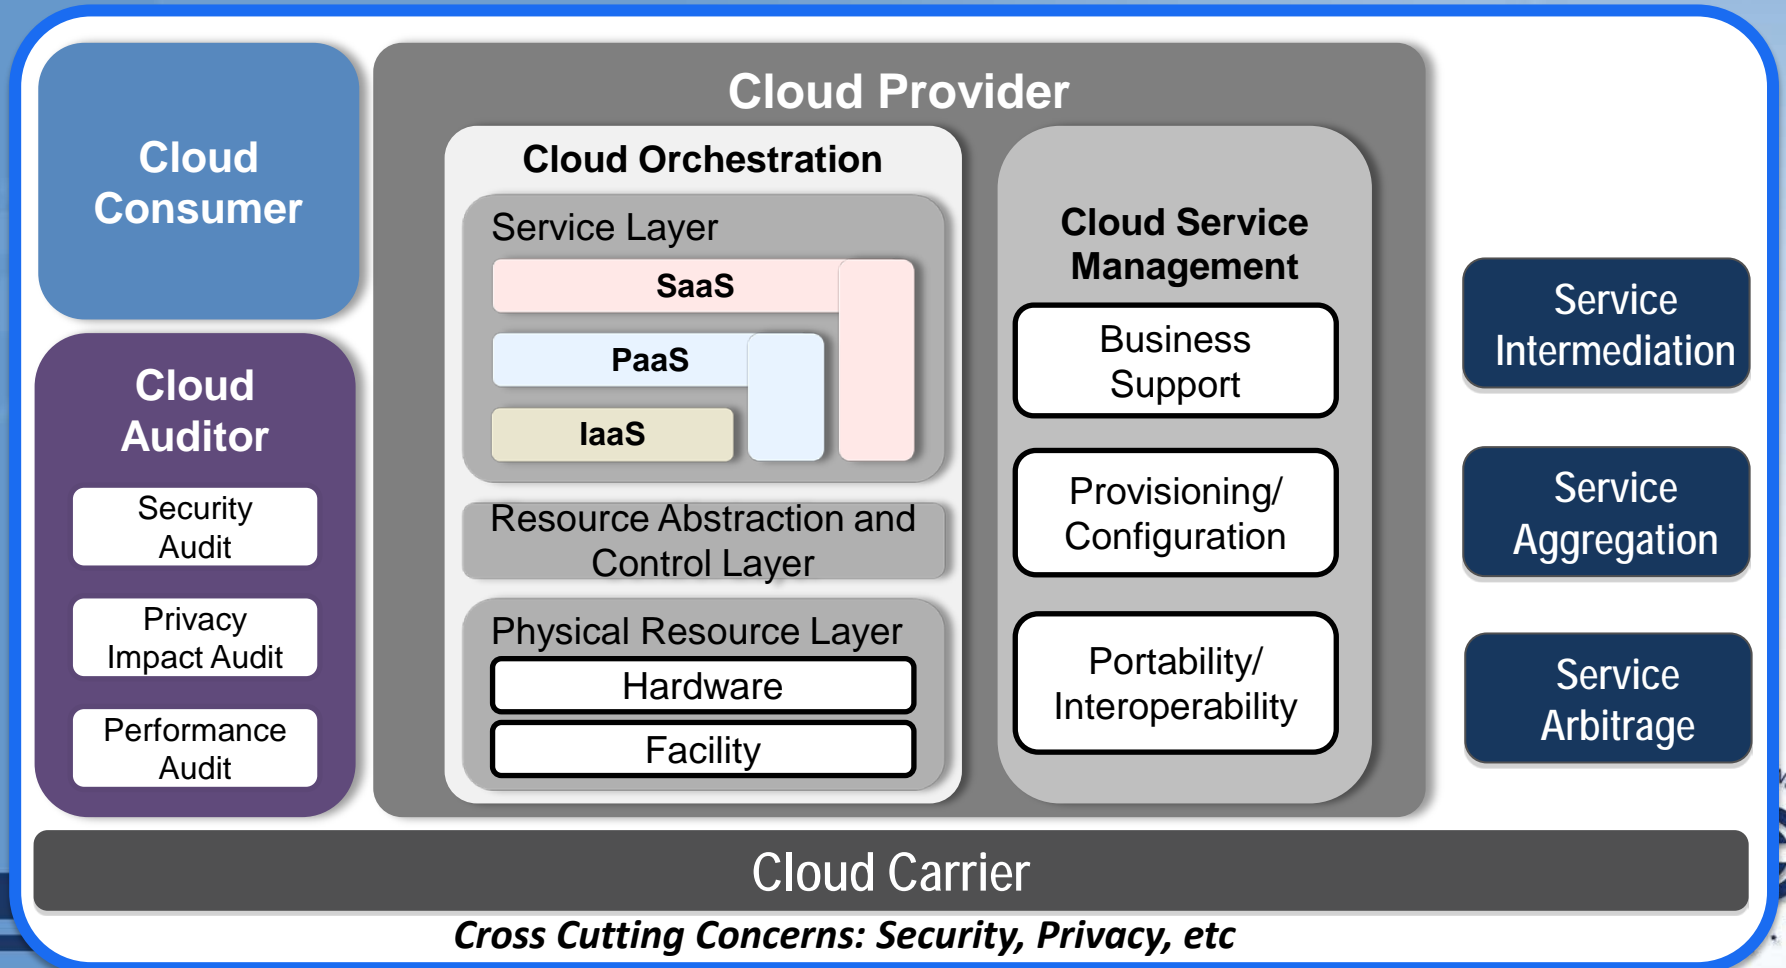 Cloud
Consumer
Cloud
Auditor
Security
Audit
Privacy
Impact Audit
Performance
Audit
Cloud Provider
Cloud Orchestration
Service Layer
SaaS
PaaS
IaaS
Resource Abstraction and
Control Layer
Physical Resource Layer
Hardware
Facility
Cloud Service
Management
Business
Support
Provisioning/
Configuration
Portability/
Interoperability
Service
Intermediation
Service
Aggregation
Service
Arbitrage
Cloud Carrier
Cross Cutting Concerns: Security, Privacy, etc